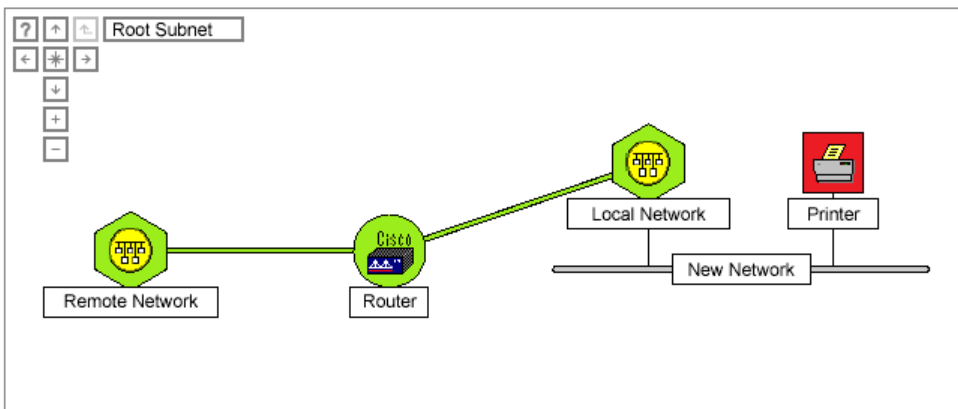 ? Root Subnet
+
−
Cisco
Local Network
Printer
New Network
Remote Network
Router